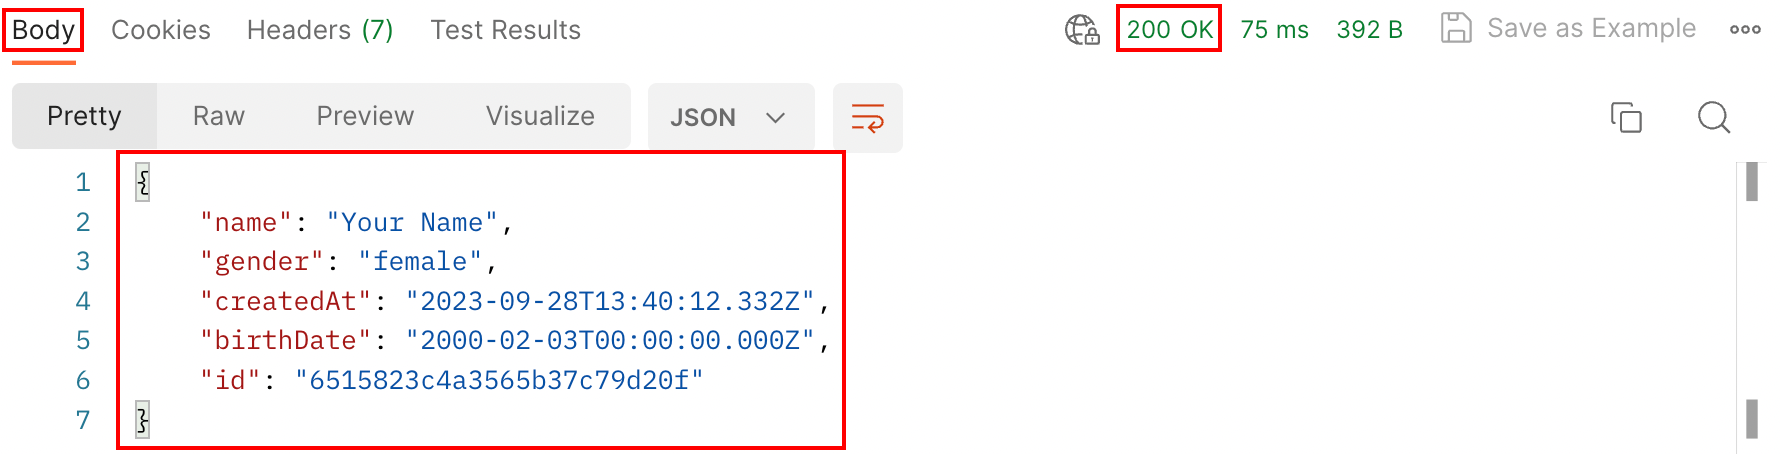 Body Cookies Headers (7) Test Results 200 OK 75 ms 392 B Save as Example
Pretty Raw Preview Visualize JSON
1 {
2 "name": "Your Name",
3 "gender": "female",
4 "createdAt": "2023-09-28T13:40:12.332Z",
5 "birthDate": "2000-02-03T00:00:00.000Z",
6 "id": "6515823c4a3565b37c79d20f"
7 }